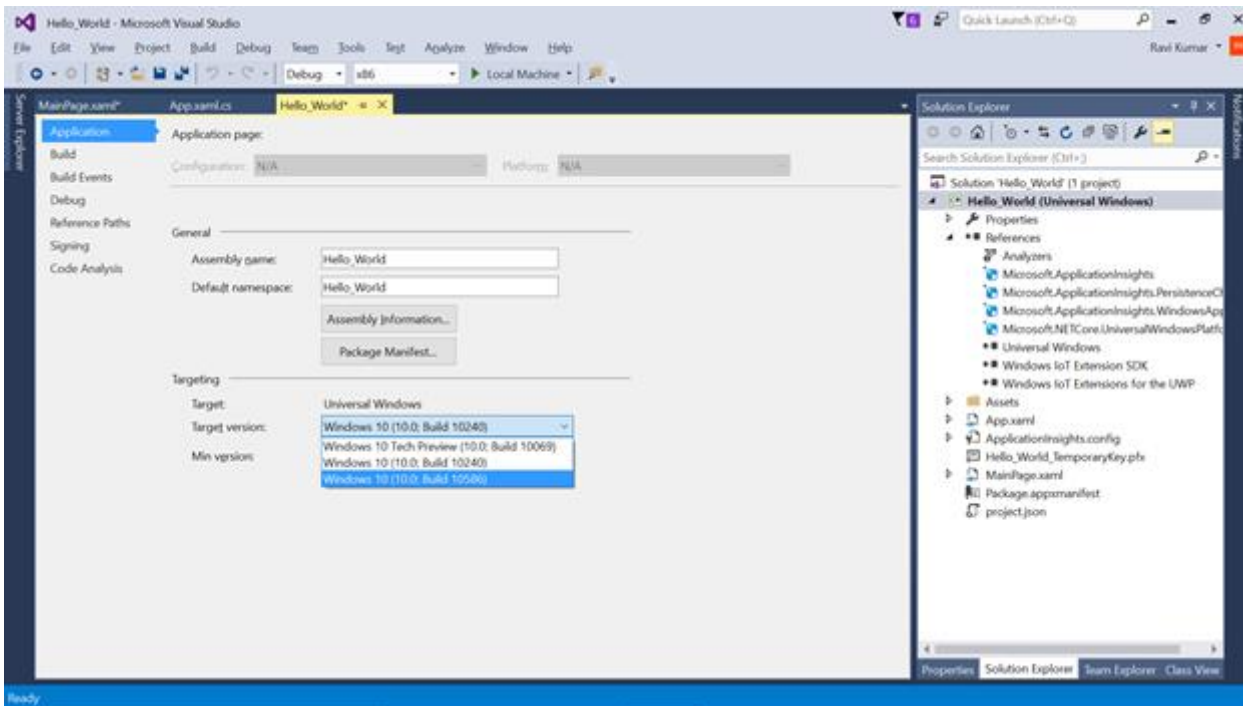 Hello_World - Microsoft Visual Studio
6
Quick Launch (Ctrl+Q)
File Edit View Project Build Debug Team Tools Test Analyze Window Help
Ravi Kumar
Debug x86 Local Machine
Server Explorer
MainPage.xaml* App.xaml.cs Hello_World*
Application
Build
Build Events
Debug
Reference Paths
Signing
Code Analysis
Application page:
Configuration: N/A Platform: N/A
General
Assembly name: Hello_World
Default namespace: Hello_World
Assembly Information...
Package Manifest...
Targeting
Target: Universal Windows
Target version: Windows 10 (10.0; Build 10240)
Windows 10 Tech Preview (10.0; Build 10069)
Min version: Windows 10 (10.0; Build 10240)
Windows 10 (10.0; Build 10586)
Solution Explorer
Search Solution Explorer (Ctrl+;)
Solution 'Hello_World' (1 project)
Hello_World (Universal Windows)
Properties
References
Analyzers
Microsoft.ApplicationInsights
Microsoft.ApplicationInsights.PersistenceCh
Microsoft.ApplicationInsights.WindowsApp
Microsoft.NETCore.UniversalWindowsPlatfo
Universal Windows
Windows IoT Extension SDK
Windows IoT Extensions for the UWP
Assets
App.xaml
ApplicationInsights.config
Hello_World_TemporaryKey.pfx
MainPage.xaml
Package.appxmanifest
project.json
Properties Solution Explorer Team Explorer Class View
Notifications
Ready